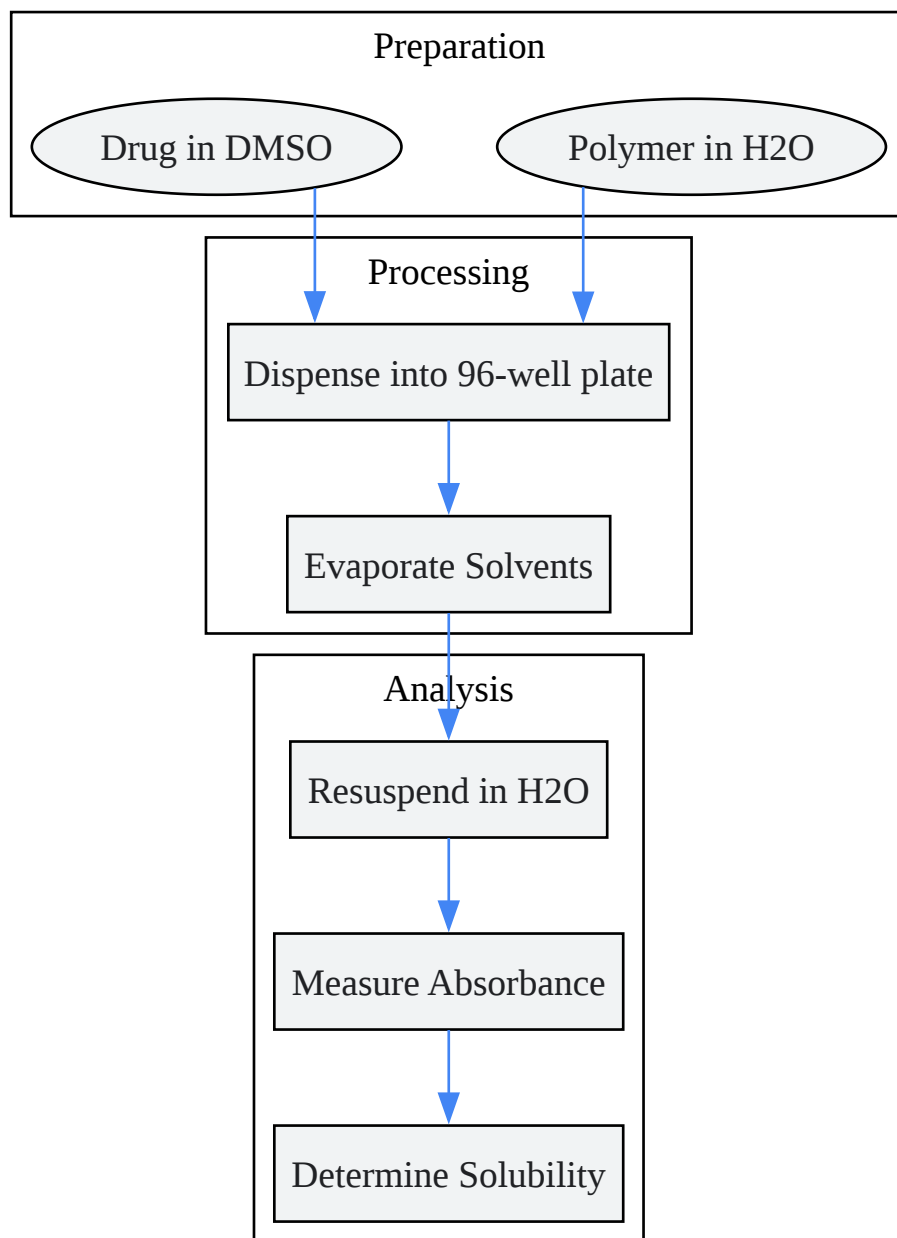 Preparation
Drug in DMSO
Polymer in H2O
Processing
Dispense into 96-well plate
Evaporate Solvents
Analysis
Resuspend in H2O
Measure Absorbance
Determine Solubility